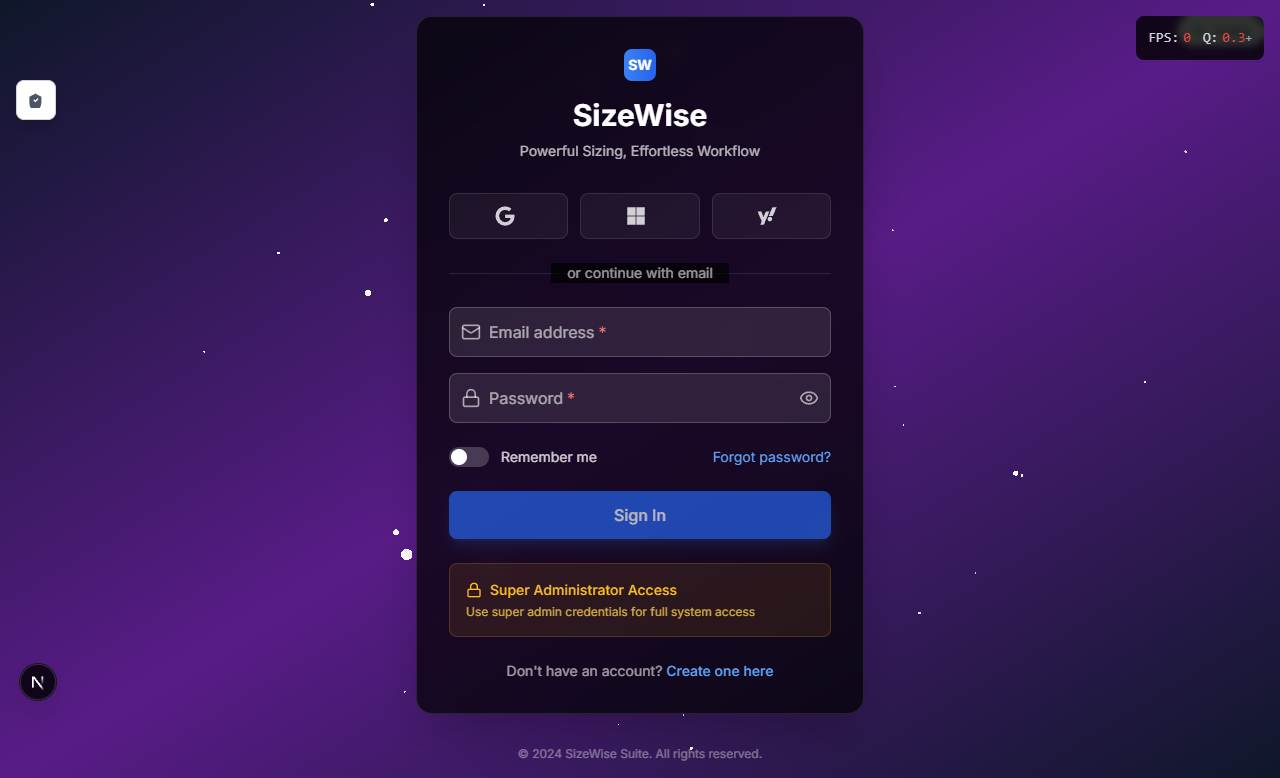 FPS: 0 Q: 0.3+
SW
SizeWise
Powerful Sizing, Effortless Workflow
G
y!
or continue with email
Email address *
Password *
Remember me
Forgot password?
Sign In
Super Administrator Access
Use super admin credentials for full system access
Don't have an account? Create one here
N
© 2024 SizeWise Suite. All rights reserved.